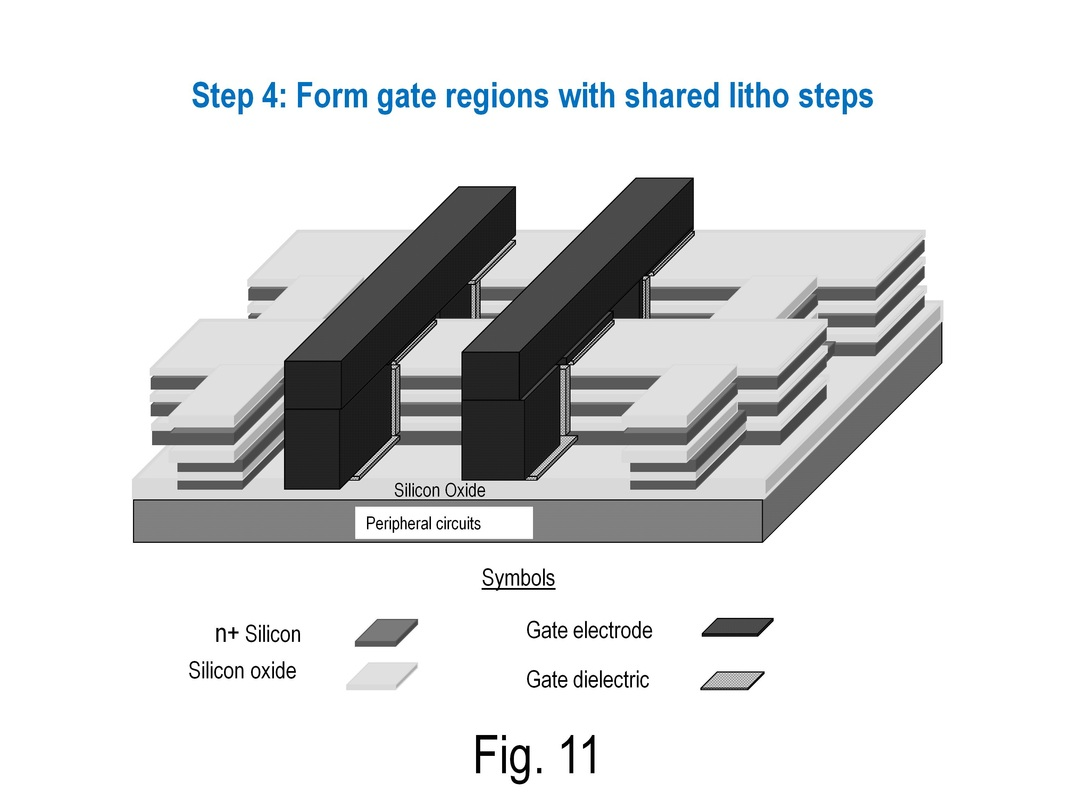 Step 4: Form gate regions with shared litho steps
Silicon Oxide
Peripheral circuits
Symbols
n+ Silicon
Gate electrode
Silicon oxide
Gate dielectric
Fig. 11